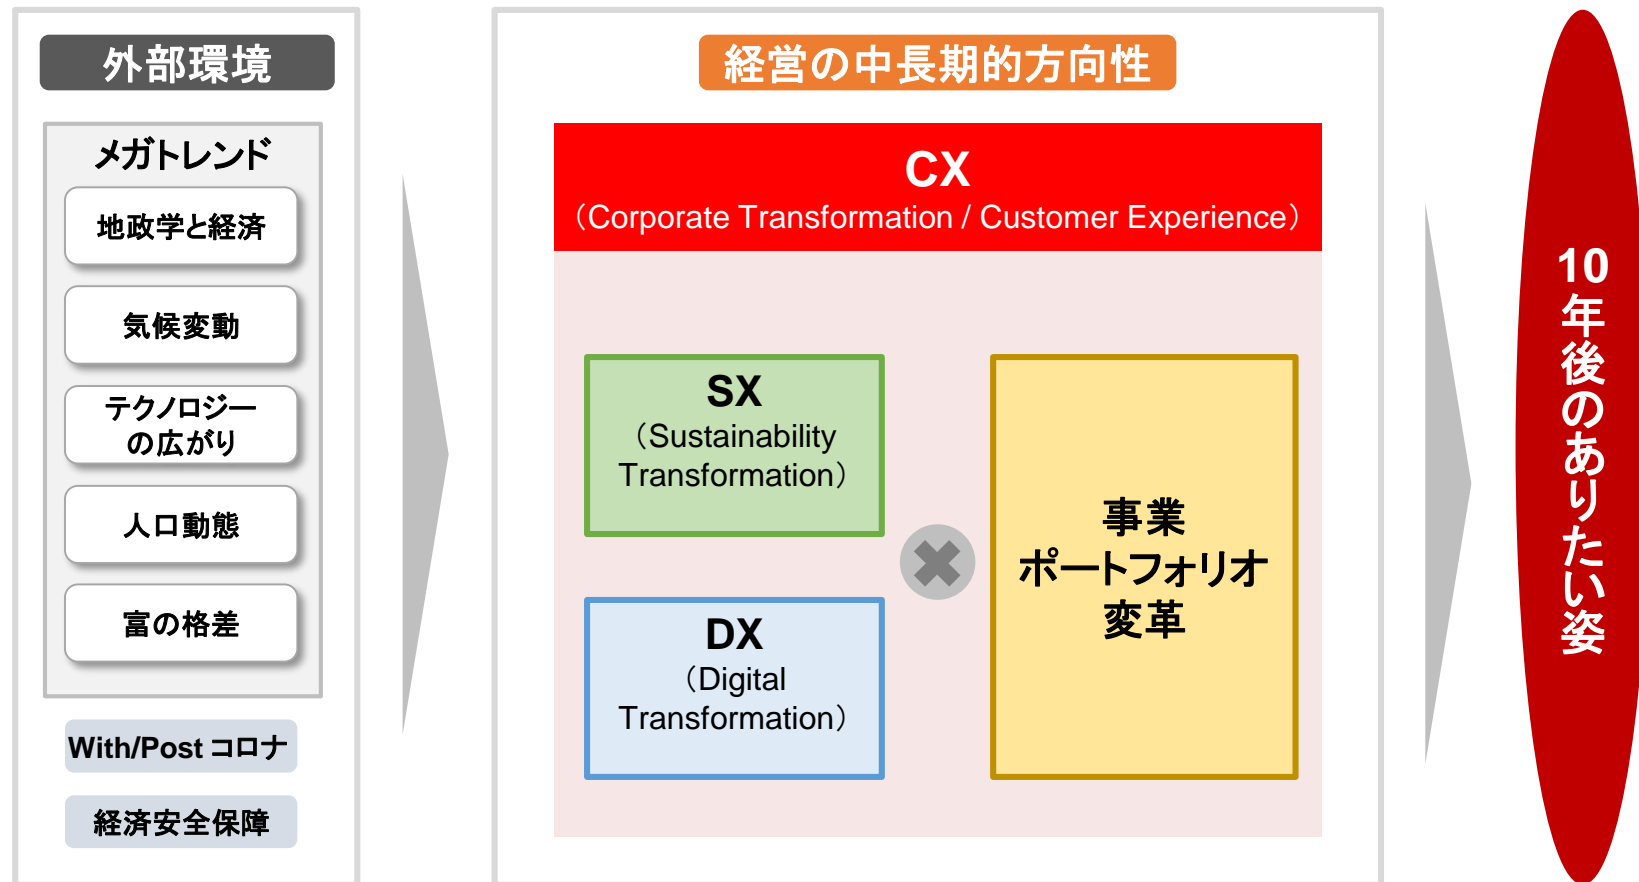 外部環境
メガトレンド
地政学と経済
気候変動
テクノロジー
の広がり
人口動態
富の格差
With/Post コロナ
経済安全保障
経営の中長期的方向性
CX
（Corporate Transformation / Customer Experience）
SX
（Sustainability
Transformation）
DX
（Digital
Transformation）
事業
ポートフォリオ
変革
10年後のありたい姿